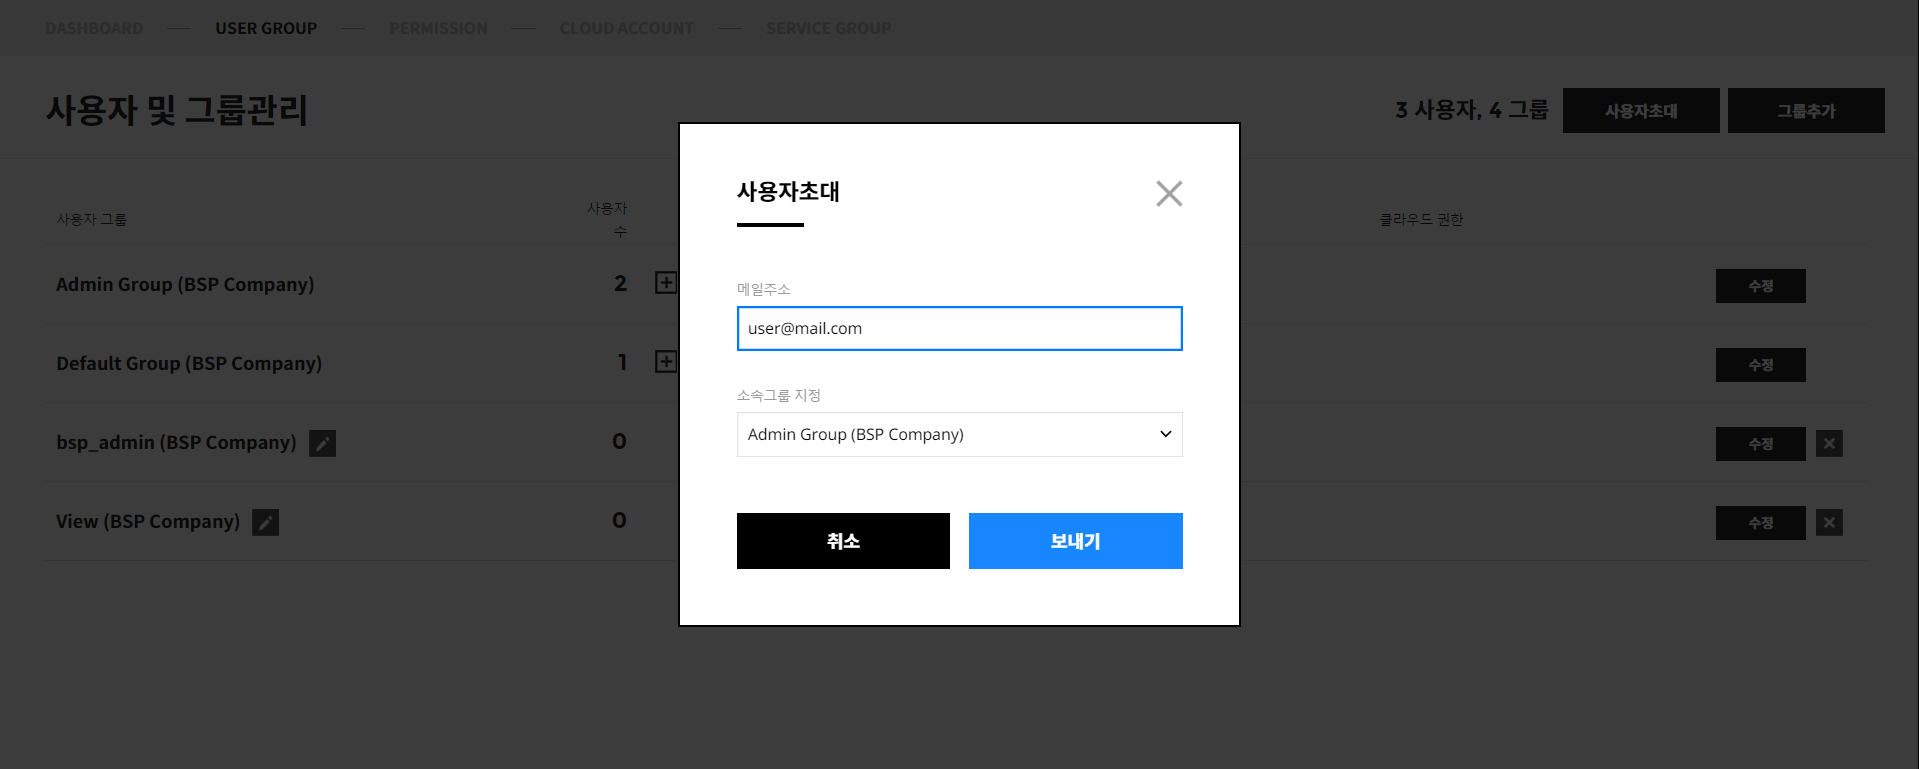 DASHBOARD — USER GROUP — PERMISSION — CLOUD ACCOUNT — SERVICE GROUP
사용자 및 그룹관리
3 사용자, 4 그룹
사용자초대
그룹추가
사용자 그룹
사용자
수
클라우드 권한
Admin Group (BSP Company)
2
수정
Default Group (BSP Company)
1
수정
bsp_admin (BSP Company)
0
수정
View (BSP Company)
0
수정
사용자초대
메일주소
user@mail.com
소속그룹 지정
Admin Group (BSP Company)
취소
보내기